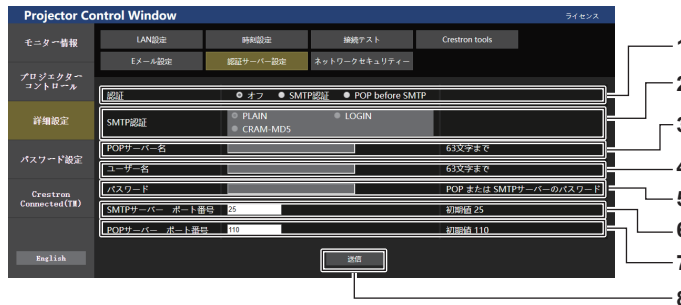 Projector Control Window
ライセンス
モニター情報
プロジェクター
コントロール
詳細設定
パスワード設定
Crestron
Connected(TM)
English
LAN設定
時刻設定
接続テスト
Crestron tools
Eメール設定
認証サーバー設定
ネットワークセキュリティー
認証
オフ
SMTP認証
POP before SMTP
SMTP認証
PLAIN
LOGIN
CRAM-MD5
POPサーバー名
63文字まで
ユーザー名
63文字まで
パスワード
POP または SMTPサーバーのパスワード
SMTPサーバー ポート番号
25
初期値 25
POPサーバー ポート番号
110
初期値 110
送信
1
2
3
4
5
6
7
8